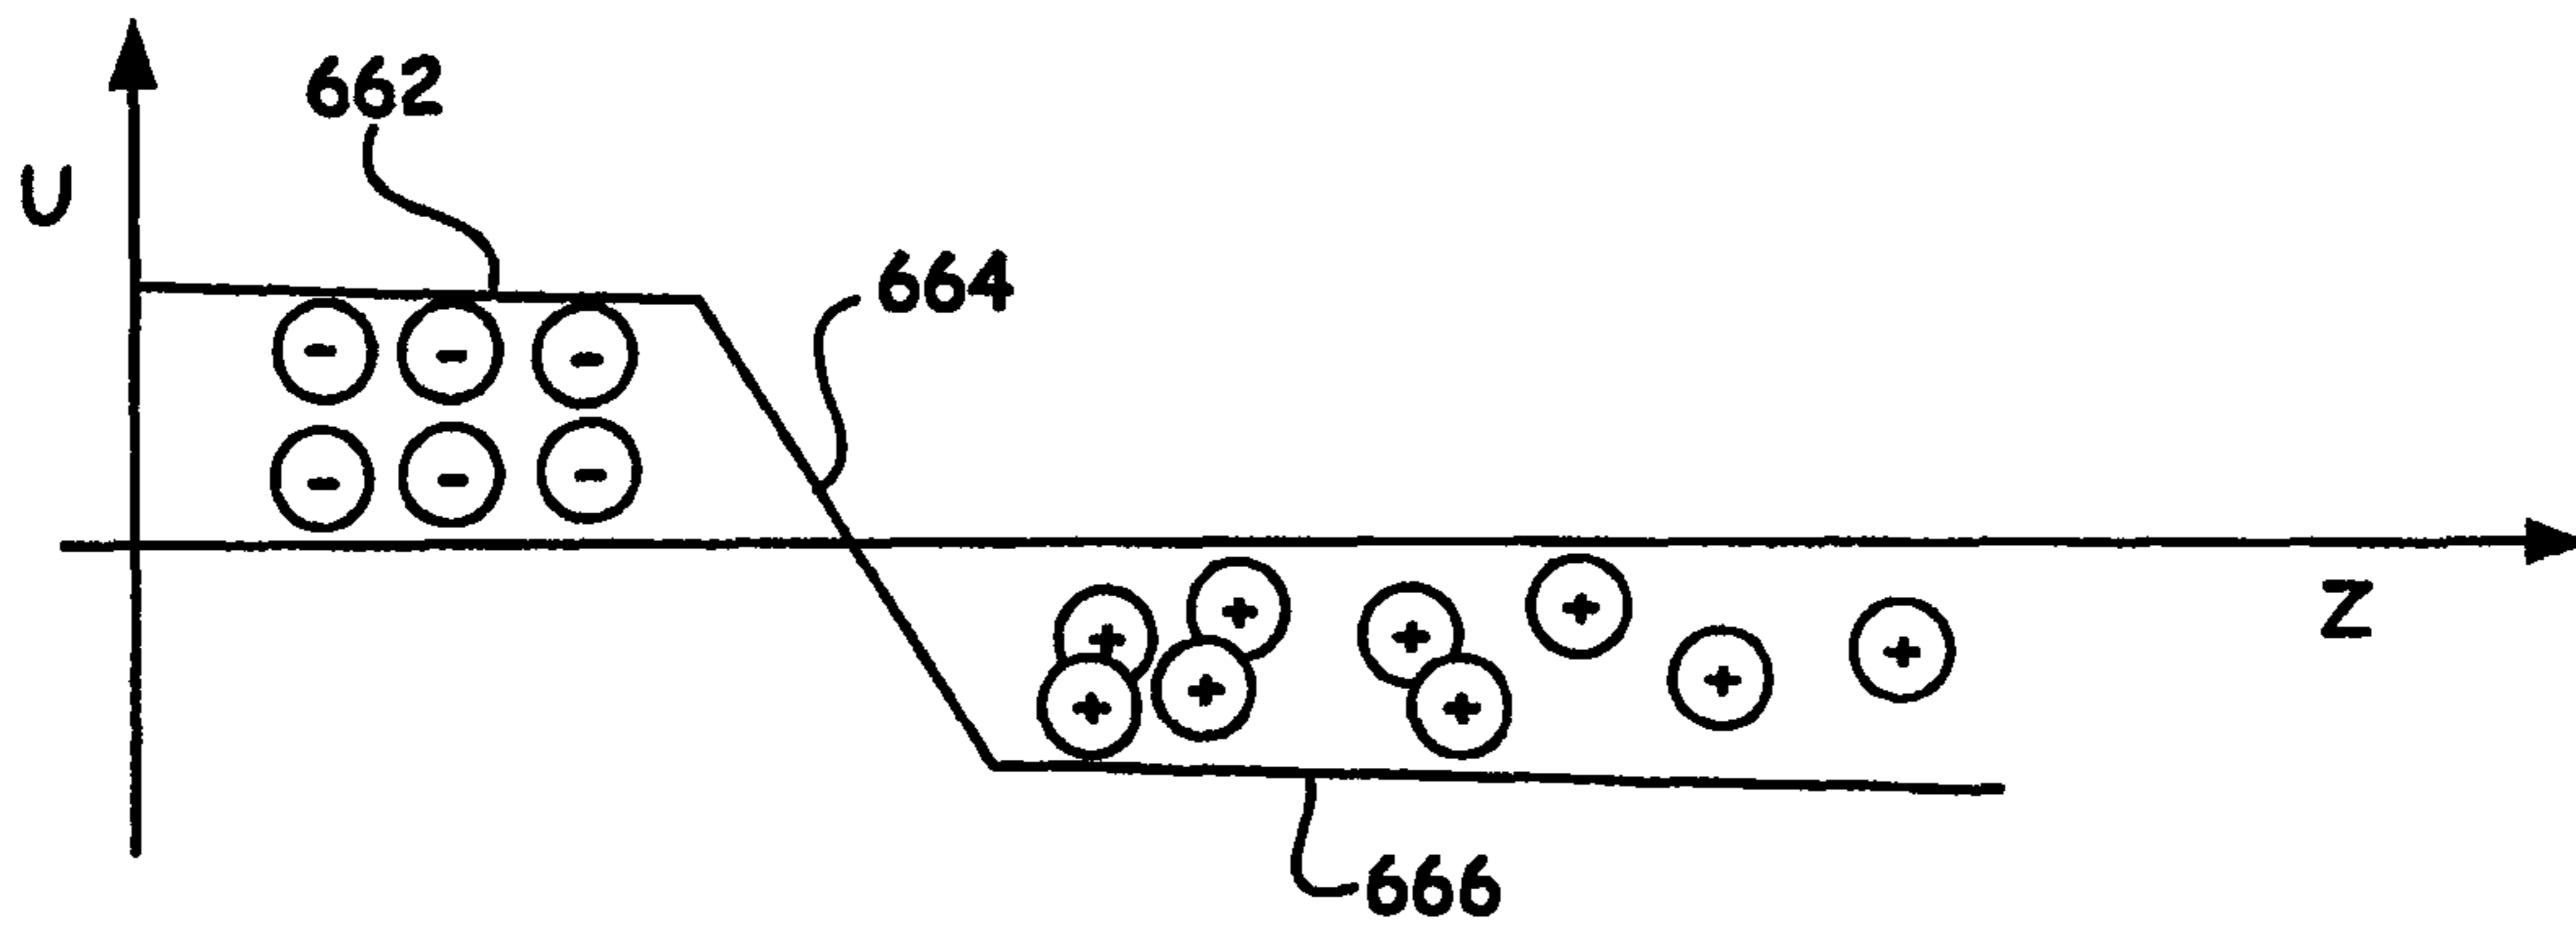 662
U
664
- - -
- - -
Z
+ + + +
+ + + + +
666